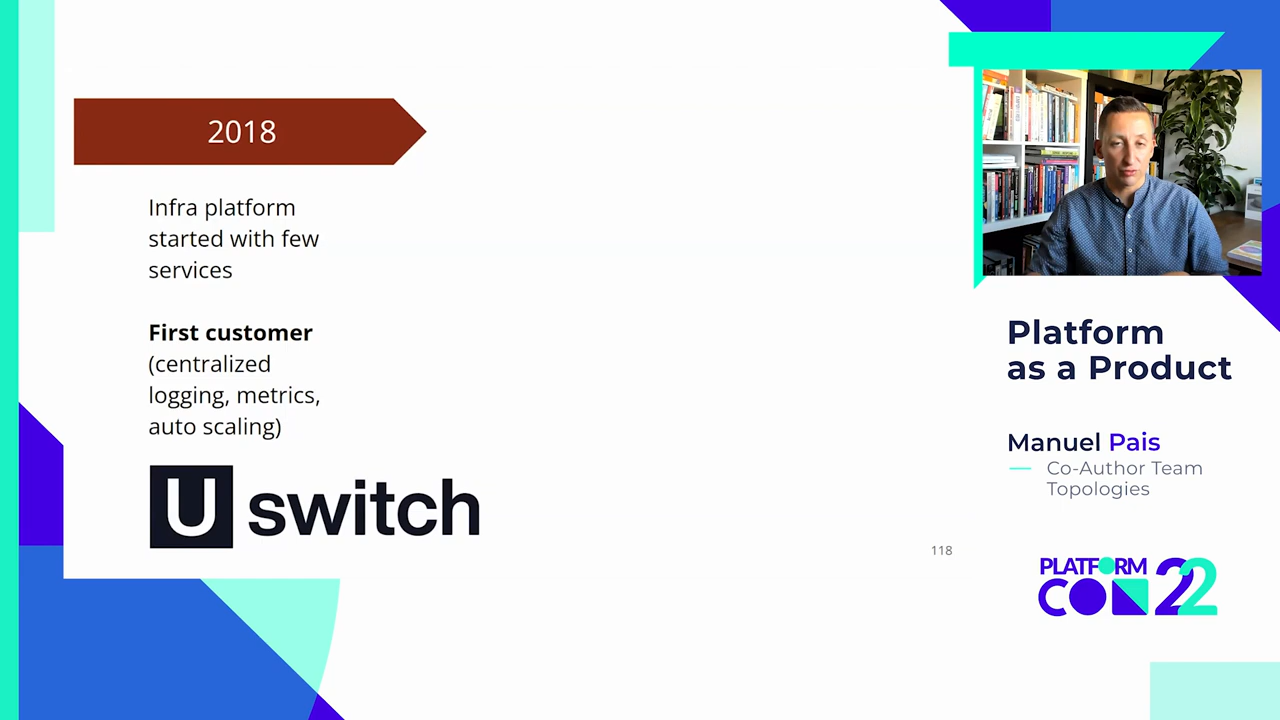 2018
Infra platform
started with few
services
First customer
(centralized
logging, metrics,
auto scaling)
U switch
118
Platform
as a Product
Manuel Pais
Co-Author Team
Topologies
PLATFORM
CON 22